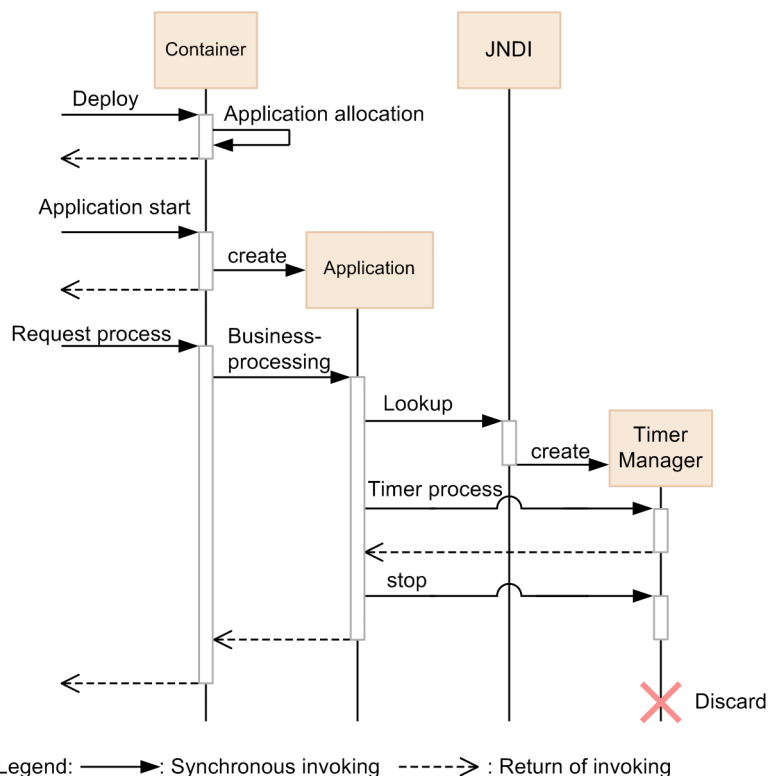 Container
JNDI
Deploy
Application allocation
Application start
create
Application
Request process
Business-
processing
Lookup
create
Timer
Manager
Timer process
stop
Discard
Legend: : Synchronous invoking : Return of invoking